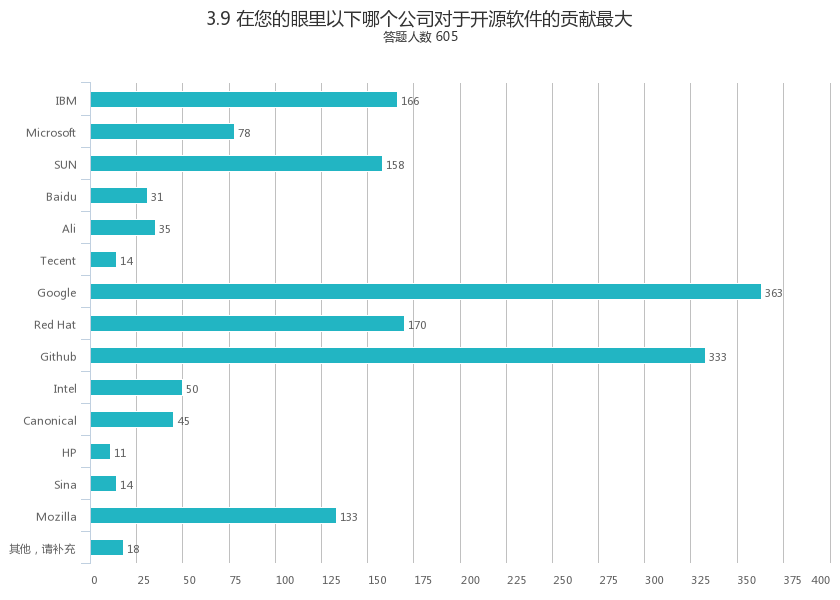 3.9 在您的眼里以下哪个公司对于开源软件的贡献最大
答题人数 605
IBM 166
Microsoft 78
SUN 158
Baidu 31
Ali 35
Tecent 14
Google 363
Red Hat 170
Github 333
Intel 50
Canonical 45
HP 11
Sina 14
Mozilla 133
其他，请补充 18
0 25 50 75 100 125 150 175 200 225 250 275 300 325 350 375 400